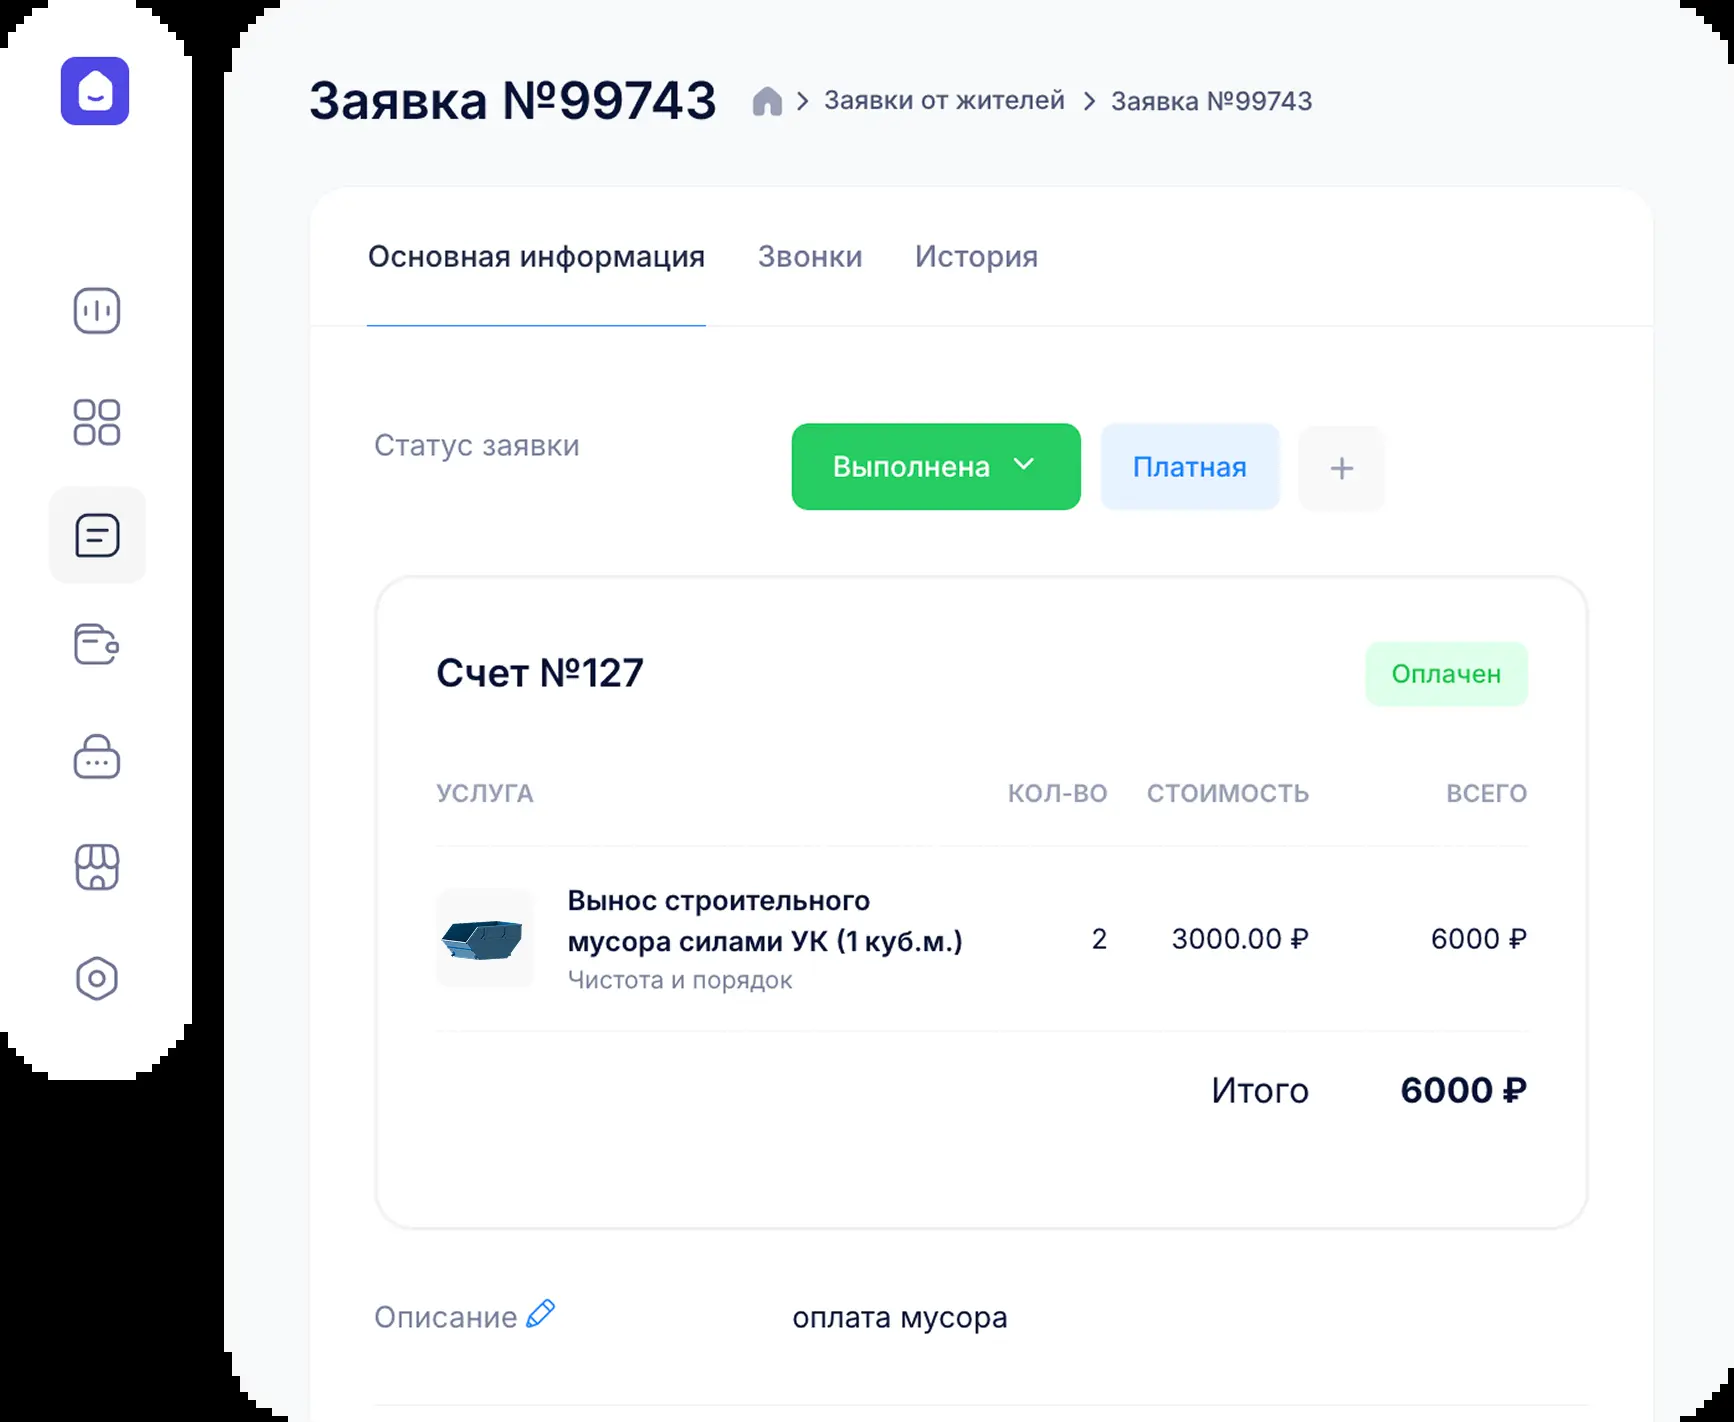 Заявка №99743
Заявки от жителей
Заявка №99743
Основная информация
Звонки
История
Статус заявки
Выполнена
Платная
+
Счет №127
Оплачен
УСЛУГА
КОЛ-ВО
СТОИМОСТЬ
ВСЕГО
Вынос строительного
мусора силами УК (1 куб.м.)
Чистота и порядок
2
3000.00 ₽
6000 ₽
Итого
6000 ₽
Описание
оплата мусора